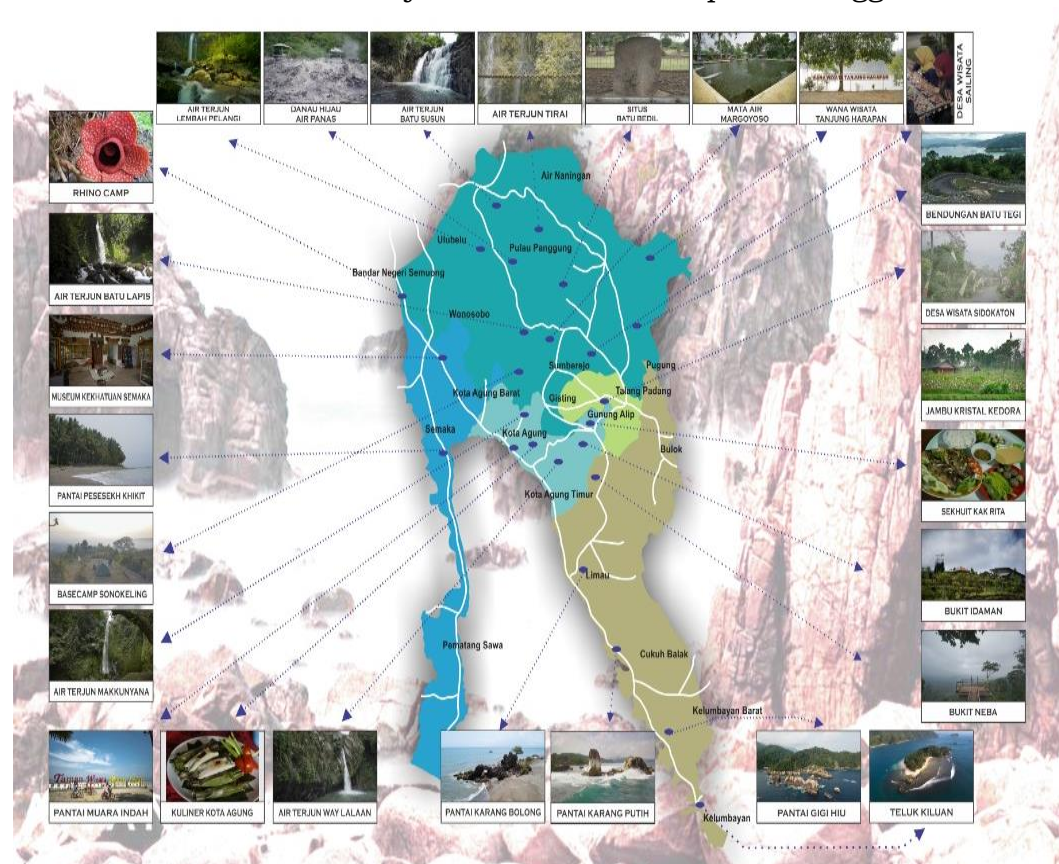 AIR TERJUN
LEMBAH PELANGI
DANAU HIJAU
AIR PANAS
AIR TERJUN
BATU SUSUN
AIR TERJUN TIRAI
SITUS
BATU BEDIL
MATA AIR
MARGOYOSO
WANA WISATA
TANJUNG HARAPAN
DESA WISATA
SAILING
RHINO CAMP
AIR TERJUN BATU LAPIS
MUSEUM KEKHATUAN SEMAKA
PANTAI PESESEKH KHIKIT
BASECAMP SONOKELING
AIR TERJUN MAKKUNYANA
Air Naningan
Ulubelu
Pulau Panggung
Bandar Negeri Semuong
Wonosobo
Sumberejo
Pugung
Kota Agung Barat
Gisting
Talang Padang
Gunung Alip
Semaka
Kota Agung
Bulok
Kota Agung Timur
Limau
Pematang Sawa
Cukuh Balak
Kelumbayan Barat
Kelumbayan
BENDUNGAN BATU TEGI
DESA WISATA SIDOKATON
JAMBU KRISTAL KEDORA
SEKHUIT KAK RITA
BUKIT IDAMAN
BUKIT NEBA
PANTAI MUARA INDAH
KULINER KOTA AGUNG
AIR TERJUN WAY LALAAN
PANTAI KARANG BOLONG
PANTAI KARANG PUTIH
PANTAI GIGI HIU
TELUK KILUAN